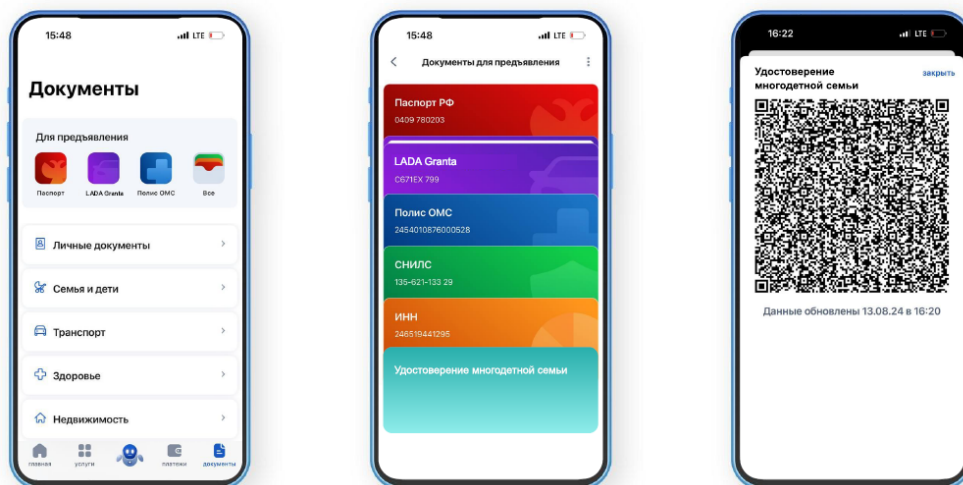 15:48
LTE
Документы
Для предъявления
Паспорт
LADA Granta
Полис ОМС
Все
Личные документы
Семья и дети
Транспорт
Здоровье
Недвижимость
главная
услуги
платежи
документы
15:48
LTE
Документы для предъявления
Паспорт РФ
0409 780203
LADA Granta
С671ЕХ 799
Полис ОМС
2454010876000528
СНИЛС
135-621-133 29
ИНН
246519441295
Удостоверение многодетной семьи
16:22
LTE
Удостоверение
многодетной семьи
закрыть
Данные обновлены 13.08.24 в 16:20